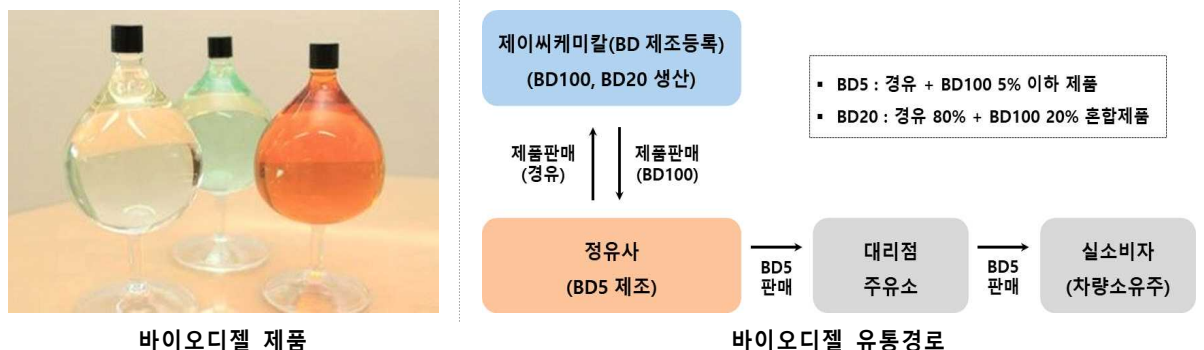 제이씨케미칼(BD 제조등록)
(BD100, BD20 생산)
▪ BD5 : 경유 + BD100 5% 이하 제품
▪ BD20 : 경유 80% + BD100 20% 혼합제품
제품판매
(경유)
제품판매
(BD100)
정유사
(BD5 제조)
BD5
판매
대리점
주유소
BD5
판매
실소비자
(차량소유주)
바이오디젤 제품
바이오디젤 유통경로